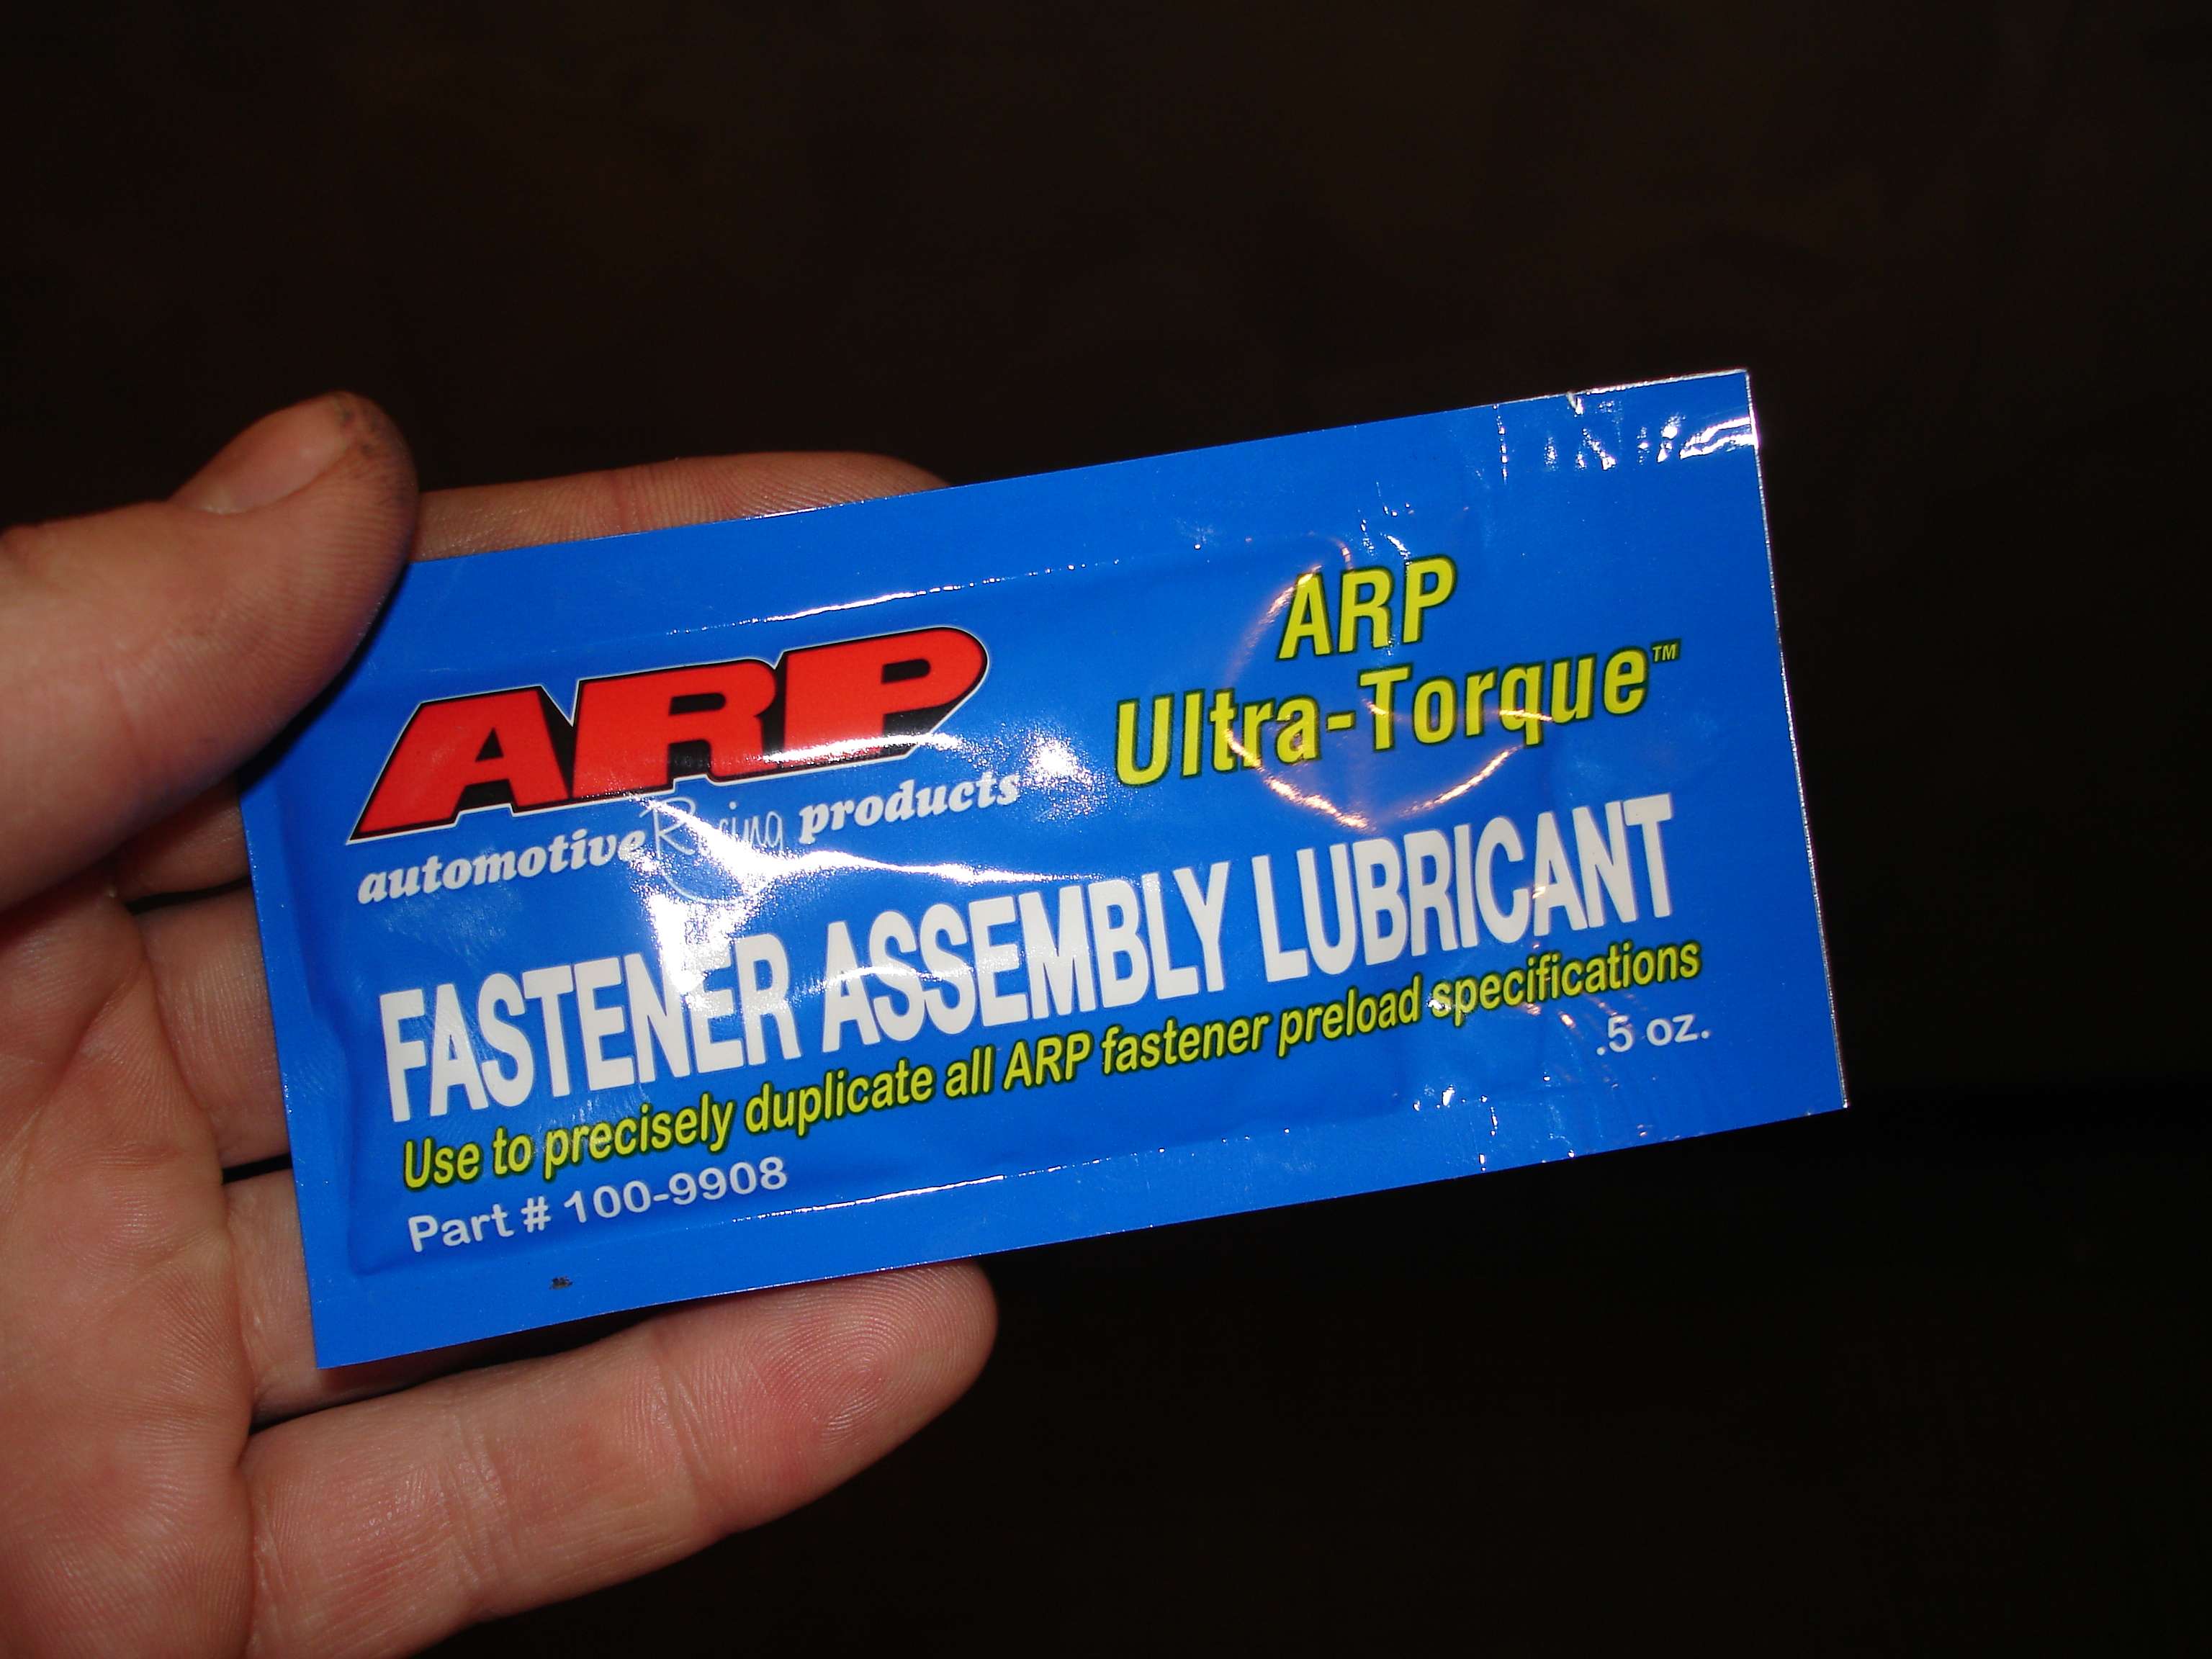 ARP
automotive Racing products
ARP
Ultra-Torque™
FASTENER ASSEMBLY LUBRICANT
Use to precisely duplicate all ARP fastener preload specifications
.5 oz.
Part # 100-9908